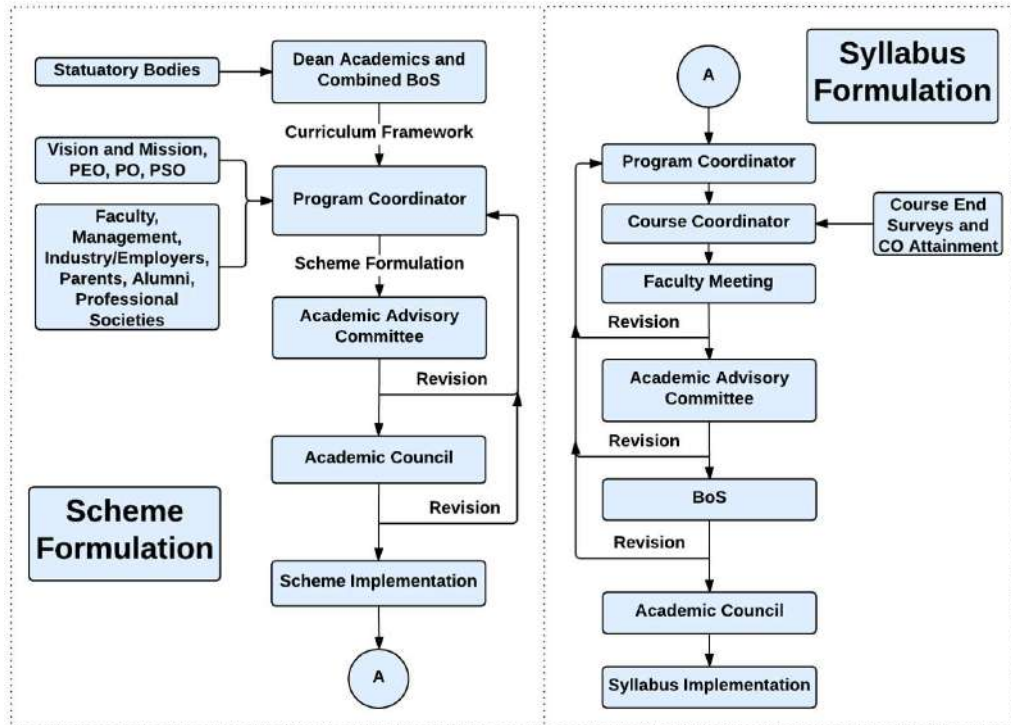 Statuatory Bodies
Dean Academics and
Combined BoS
Curriculum Framework
Vision and Mission,
PEO, PO, PSO
Program Coordinator
Faculty,
Management,
Industry/Employers,
Parents, Alumni,
Professional
Societies
Scheme Formulation
Academic Advisory
Committee
Revision
Academic Council
Revision
Scheme
Formulation
Scheme Implementation
A
Syllabus
Formulation
A
Program Coordinator
Course Coordinator
Course End
Surveys and
CO Attainment
Faculty Meeting
Revision
Academic Advisory
Committee
Revision
BoS
Revision
Academic Council
Syllabus Implementation